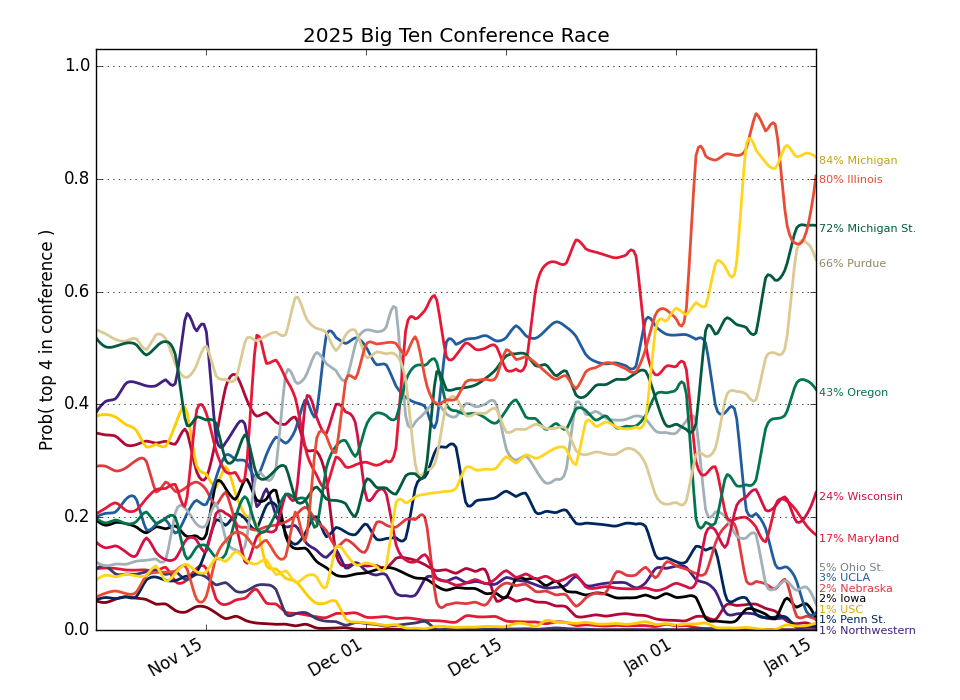 2025 Big Ten Conference Race
Prob( top 4 in conference )
1.0
0.8
0.6
0.4
0.2
0.0
Nov 15
Dec 01
Dec 15
Jan 01
Jan 15
84% Michigan
80% Illinois
72% Michigan St.
66% Purdue
43% Oregon
24% Wisconsin
17% Maryland
5% Ohio St.
3% UCLA
2% Nebraska
2% Iowa
1% USC
1% Penn St.
1% Northwestern